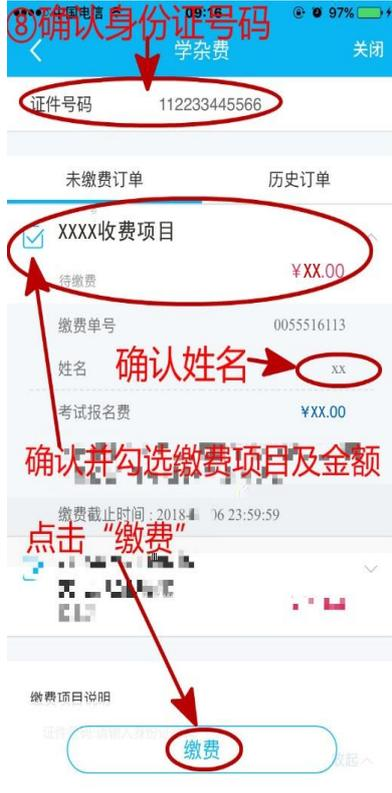 ⑧确认身份证号码
中国电信 09:16 97%
学杂费 关闭
证件号码 112233445566
未缴费订单 历史订单
XXXX收费项目
待缴费 ¥XX.00
缴费单号 0055516113
确认姓名
姓名 xx
考试报名费 ¥XX.00
确认并勾选缴费项目及金额
缴费截止时间 : 2018- 06 23:59:59
点击“缴费”
缴费项目说明
缴费
收起